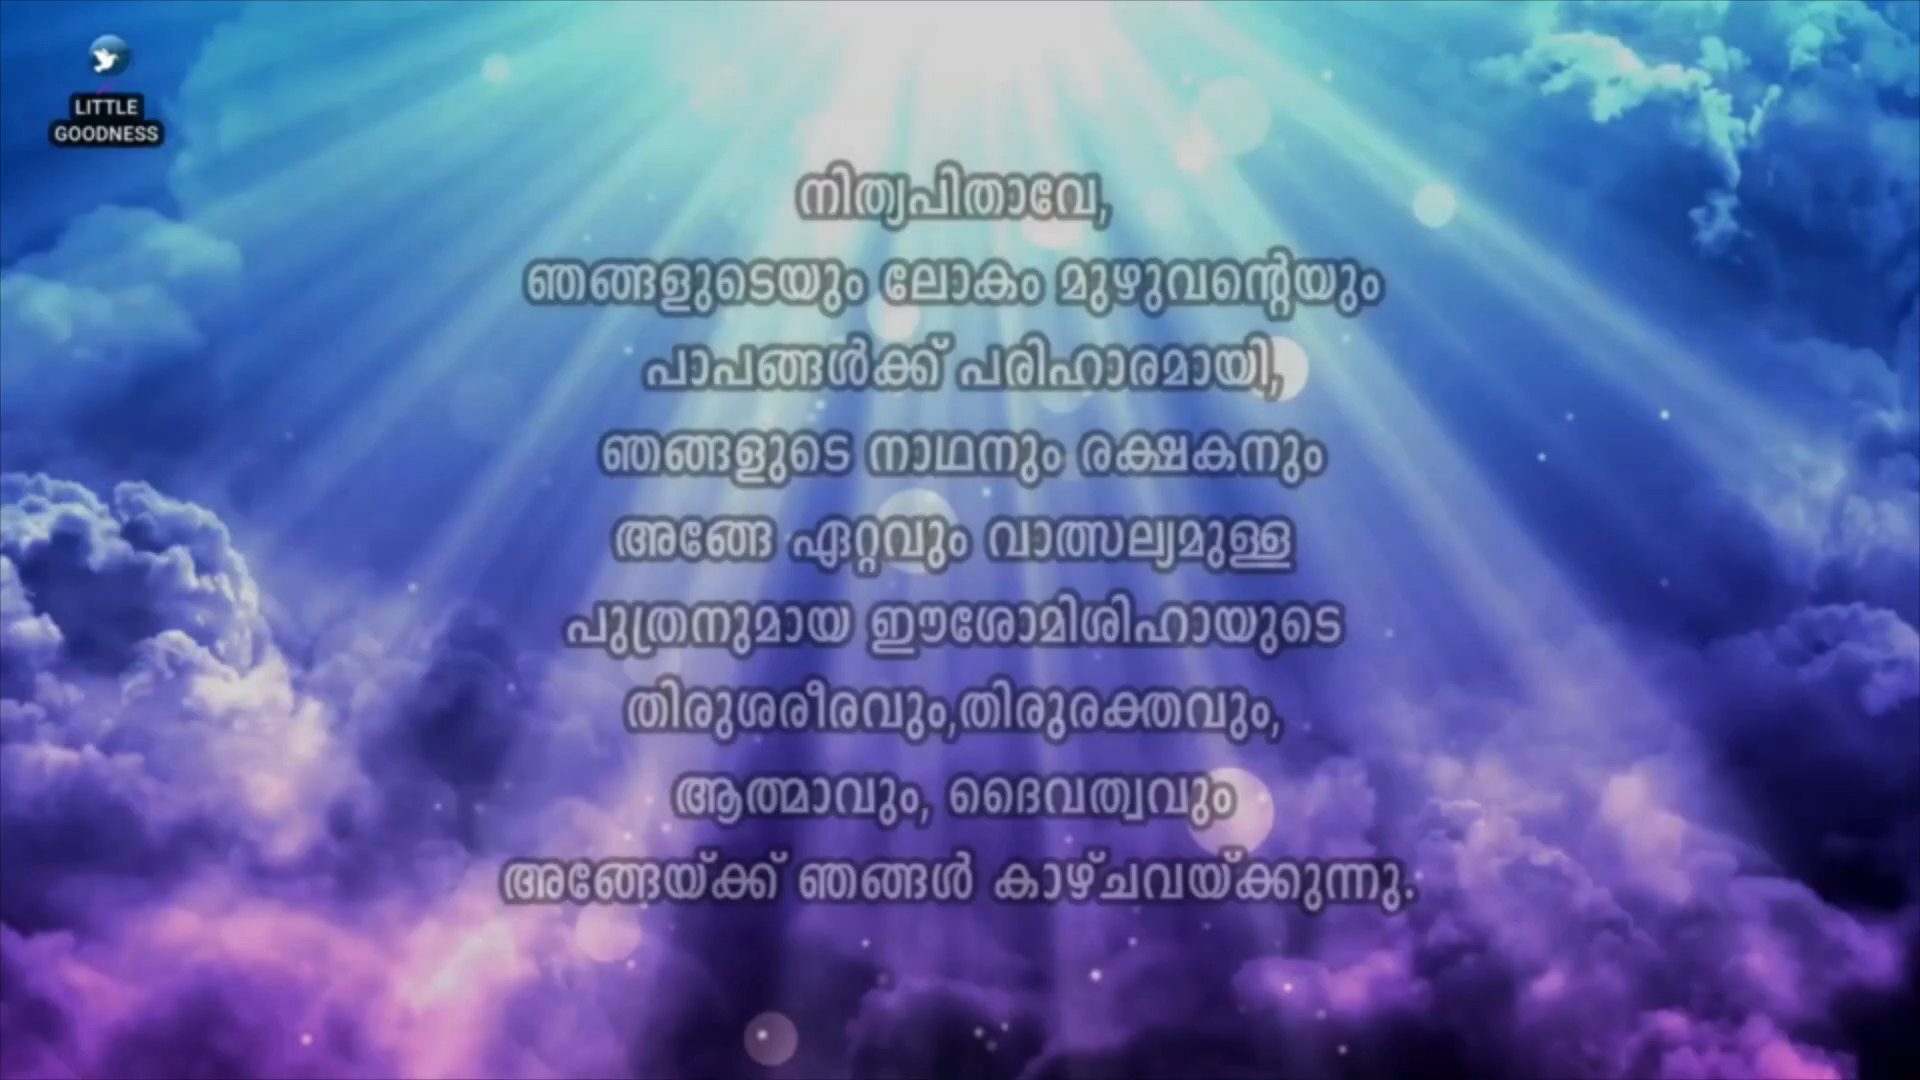 LITTLE
GOODNESS
നിത്യപിതാവേ,
ഞങ്ങളുടെയും ലോകം മുഴുവന്റെയും
പാപങ്ങൾക്ക് പരിഹാരമായി,
ഞങ്ങളുടെ നാഥനും രക്ഷകനും
അങ്ങേ ഏറ്റവും വാത്സല്യമുള്ള
പുത്രനുമായ ഈശോമിശിഹായുടെ
തിരുശരീരവും,തിരുരക്തവും,
ആത്മാവും, ദൈവത്വവും
അങ്ങേയ്ക്ക് ഞങ്ങൾ കാഴ്ചവയ്ക്കുന്നു.